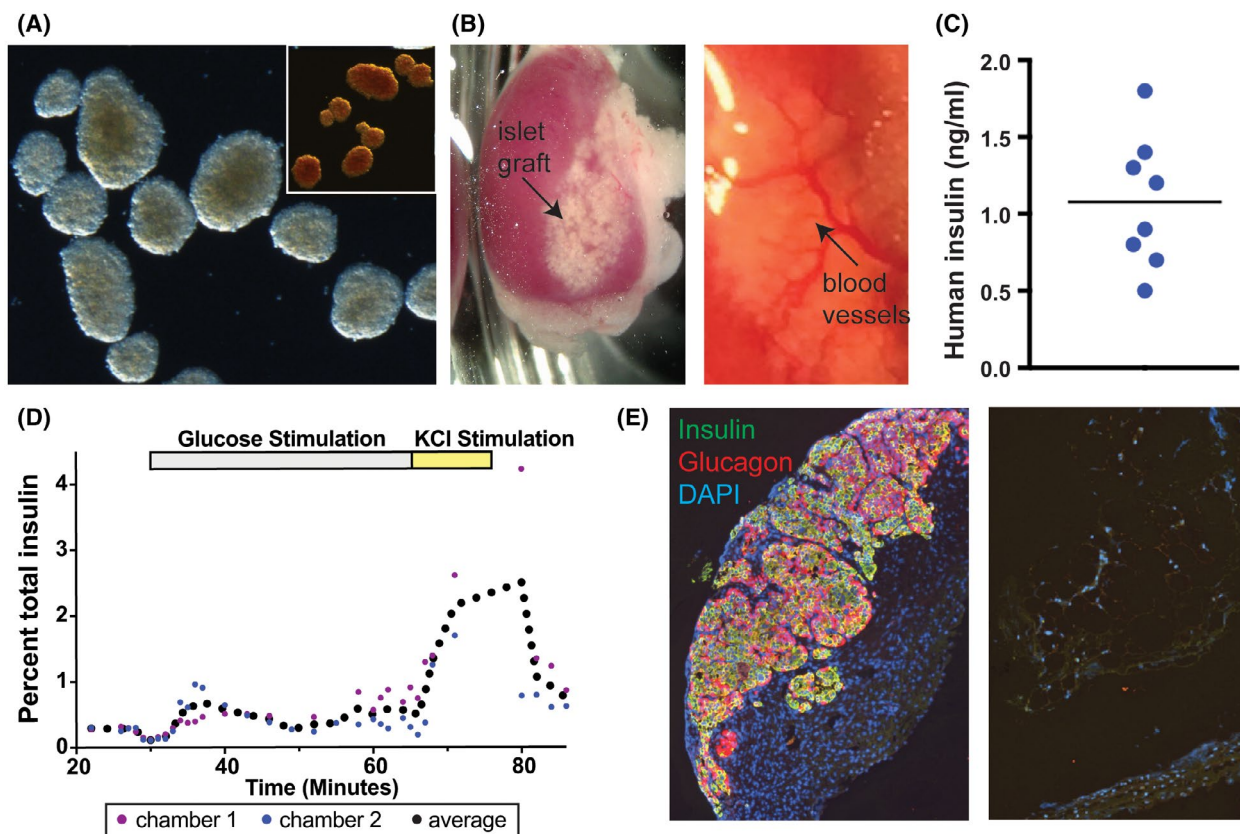 (A)
(B)
islet
graft
blood
vessels
(C)
Human insulin (ng/ml)
2.0
1.5
1.0
0.5
0.0
(D)
Glucose Stimulation
KCl Stimulation
Percent total insulin
4
3
2
1
0
20
40
60
80
Time (Minutes)
chamber 1
chamber 2
average
(E)
Insulin
Glucagon
DAPI